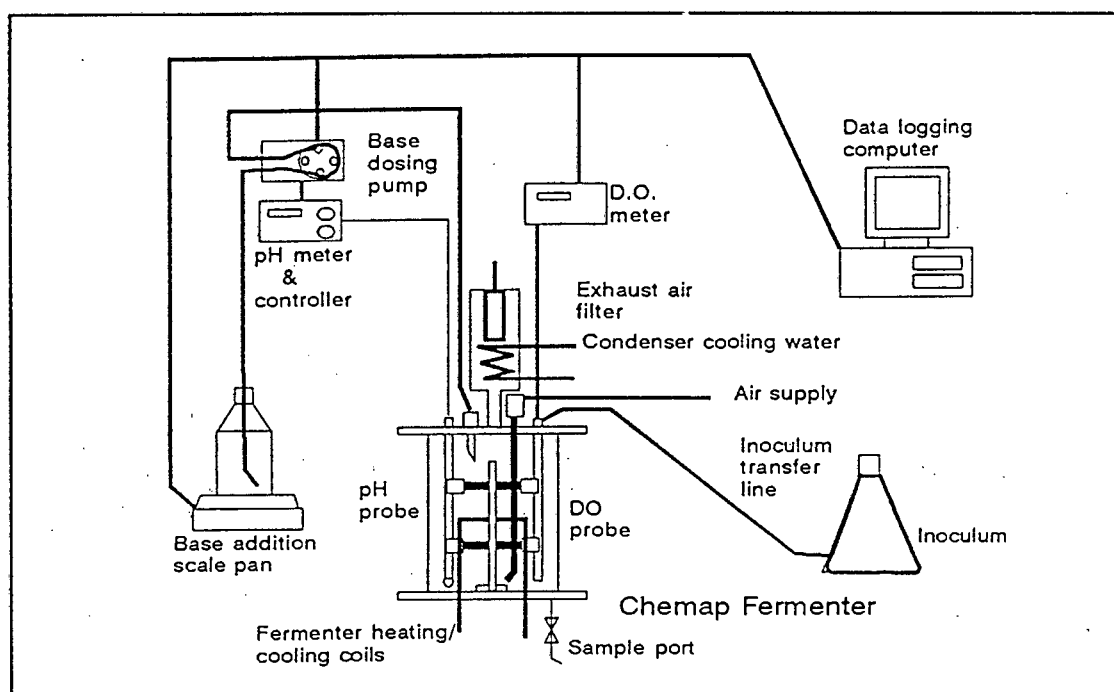 Base
dosing
pump
Data logging
computer
D.O.
meter
pH meter
&
controller
Exhaust air
filter
Condenser cooling water
Air supply
Inoculum
transfer
line
pH
probe
DO
probe
Inoculum
Base addition
scale pan
Chemap Fermenter
Fermenter heating/
cooling coils
Sample port